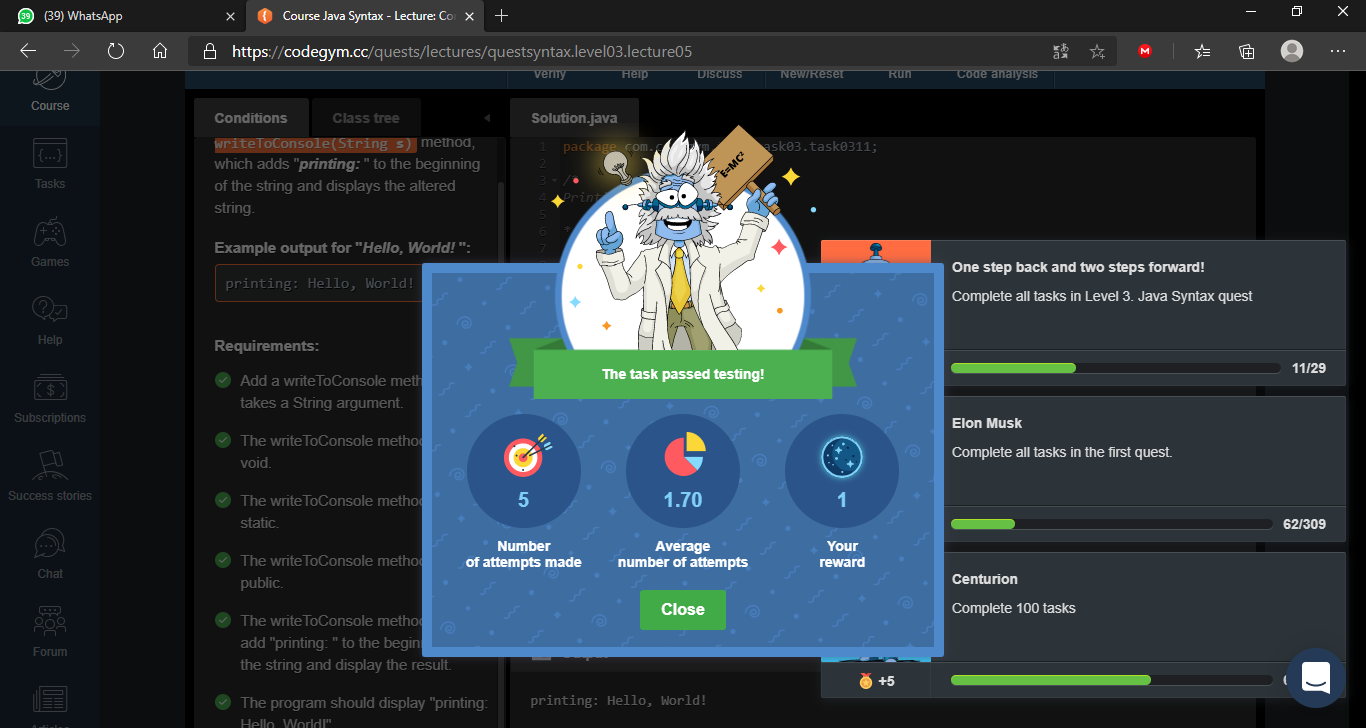 39
(39) WhatsApp
Course Java Syntax - Lecture: Co
https://codegym.cc/quests/lectures/questsyntax.level03.lecture05
M
Course
Tasks
Games
Help
Subscriptions
Success stories
Chat
Forum
Articles
Verify
Help
Discuss
New/Reset
Run
Code analysis
Conditions
Class tree
Solution.java
writeToConsole(String s) method,
which adds "printing: " to the beginning
of the string and displays the altered
string.
Example output for "Hello, World! ":
printing: Hello, World!
Requirements:
Add a writeToConsole meth
takes a String argument.
The writeToConsole method
void.
The writeToConsole method
static.
The writeToConsole method
public.
The writeToConsole method
add "printing: " to the begin
the string and display the result.
The program should display "printing:
Hello, World!"
1 package com.c
ask03.task0311;
2
3 /
4 Print
5
6
7
E=MC²
The task passed testing!
5
Number
of attempts made
1.70
Average
number of attempts
1
Your
reward
Close
printing: Hello, World!
One step back and two steps forward!
Complete all tasks in Level 3. Java Syntax quest
11/29
Elon Musk
Complete all tasks in the first quest.
62/309
Centurion
Complete 100 tasks
+5